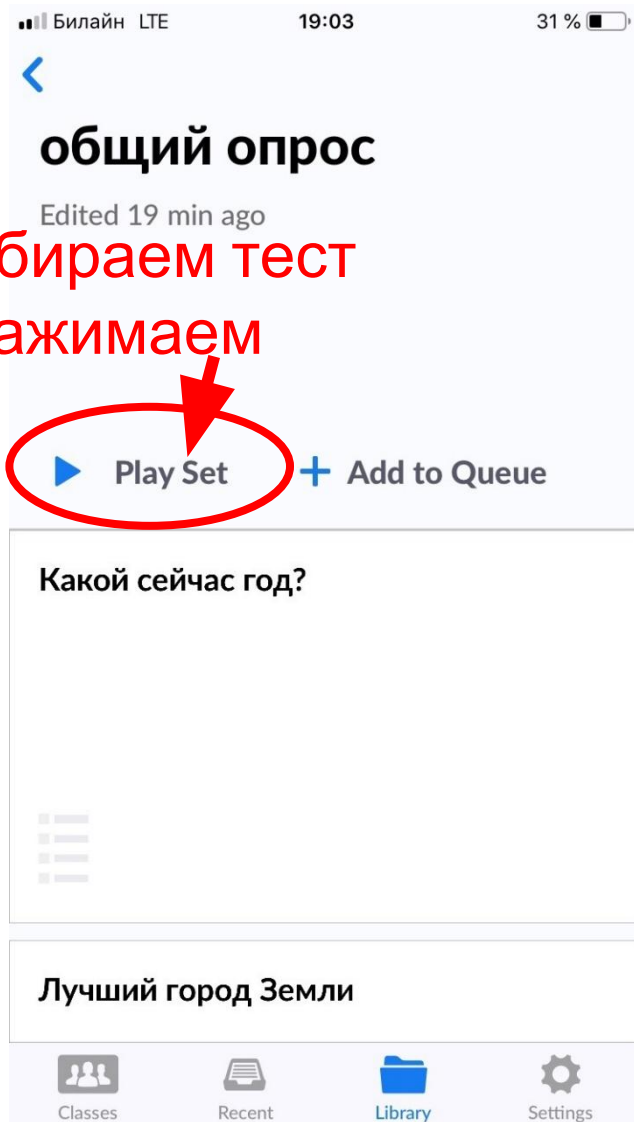 Билайн LTE 19:03 31 %
общий опрос
Edited 19 min ago
бираем тест
ажимаем
Play Set + Add to Queue
Какой сейчас год?
Лучший город Земли
Classes Recent Library Settings